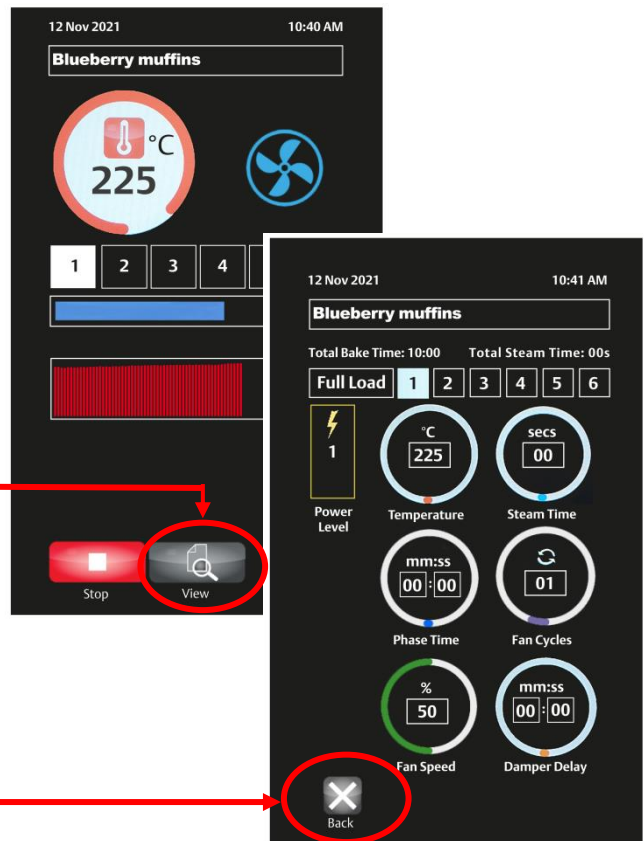 12 Nov 2021 10:40 AM
Blueberry muffins
°C
225
1 2 3 4
Stop View
12 Nov 2021 10:41 AM
Blueberry muffins
Total Bake Time: 10:00 Total Steam Time: 00s
Full Load 1 2 3 4 5 6
1
Power Level
°C
225
Temperature
secs
00
Steam Time
mm:ss
00:00
Phase Time
01
Fan Cycles
%
50
Fan Speed
mm:ss
00:00
Damper Delay
Back